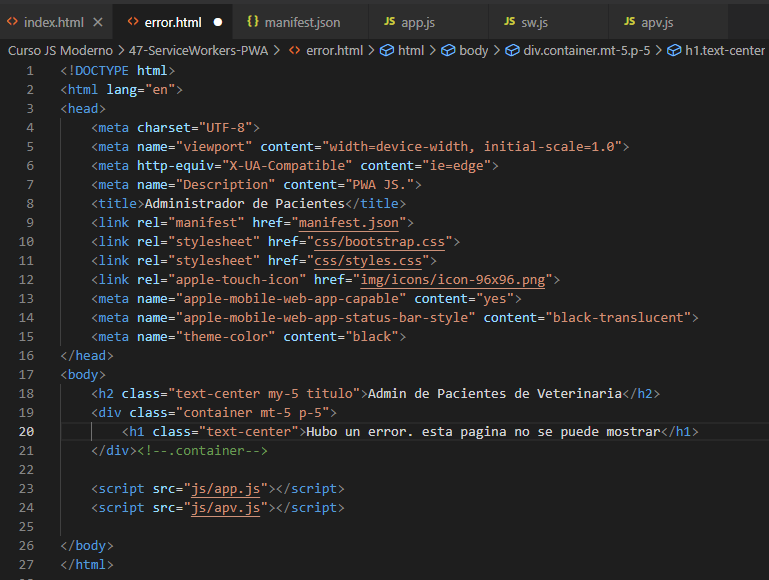 index.html error.html manifest.json app.js sw.js apv.js
Curso JS Moderno > 47-ServiceWorkers-PWA > error.html > html > body > div.container.mt-5.p-5 > h1.text-center
1 <!DOCTYPE html>
2 <html lang="en">
3 <head>
4 <meta charset="UTF-8">
5 <meta name="viewport" content="width=device-width, initial-scale=1.0">
6 <meta http-equiv="X-UA-Compatible" content="ie=edge">
7 <meta name="Description" content="PWA JS.">
8 <title>Administrador de Pacientes</title>
9 <link rel="manifest" href="manifest.json">
10 <link rel="stylesheet" href="css/bootstrap.css">
11 <link rel="stylesheet" href="css/styles.css">
12 <link rel="apple-touch-icon" href="img/icons/icon-96x96.png">
13 <meta name="apple-mobile-web-app-capable" content="yes">
14 <meta name="apple-mobile-web-app-status-bar-style" content="black-translucent">
15 <meta name="theme-color" content="black">
16 </head>
17 <body>
18 <h2 class="text-center my-5 titulo">Admin de Pacientes de Veterinaria</h2>
19 <div class="container mt-5 p-5">
20 <h1 class="text-center">Hubo un error. esta pagina no se puede mostrar</h1>
21 </div><!--.container-->
22
23 <script src="js/app.js"></script>
24 <script src="js/apv.js"></script>
25
26 </body>
27 </html>